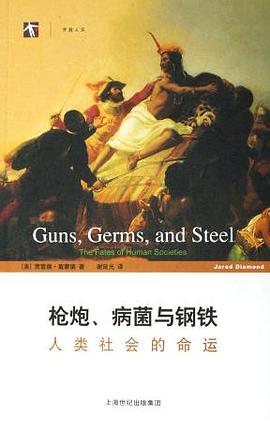 世纪人文
Guns, Germs, and Steel
The Fates of Human Societies
[美] 贾雷德·戴蒙德 著 谢延光 译
Jared Diamond
枪炮、病菌与钢铁
人类社会的命运
上海世纪出版集团